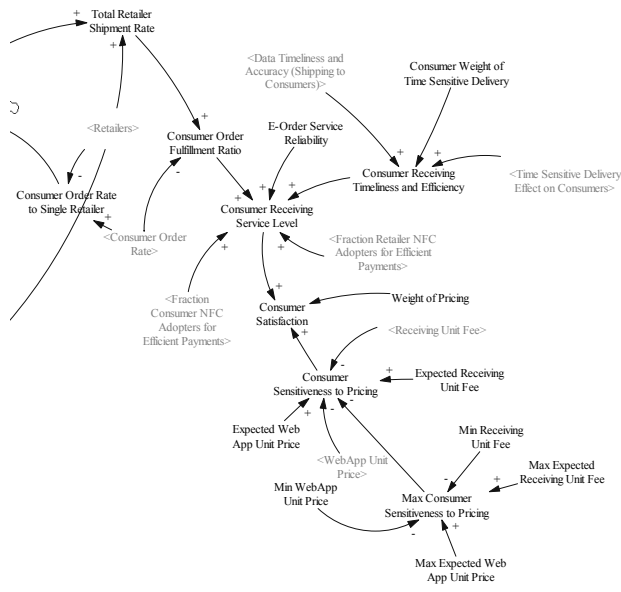 Total Retailer
Shipment Rate
<Data Timeliness and
Accuracy (Shipping to
Consumers)>
Consumer Weight of
Time Sensitive Delivery
<Retailers>
Consumer Order
Fulfillment Ratio
E-Order Service
Reliability
Consumer Receiving
Timeliness and Efficiency
<Time Sensitive Delivery
Effect on Consumers>
Consumer Order Rate
to Single Retailer
Consumer Receiving
Service Level
<Consumer Order
Rate>
<Fraction Retailer NFC
Adopters for Efficient
Payments>
<Fraction
Consumer NFC
Adopters for
Efficient Payments>
Consumer
Satisfaction
Weight of Pricing
<Receiving Unit Fee>
Consumer
Sensitiveness to Pricing
Expected Receiving
Unit Fee
Expected Web
App Unit Price
<WebApp Unit
Price>
Min Receiving
Unit Fee
Min WebApp
Unit Price
Max Expected
Receiving Unit Fee
Max Consumer
Sensitiveness to Pricing
Max Expected Web
App Unit Price